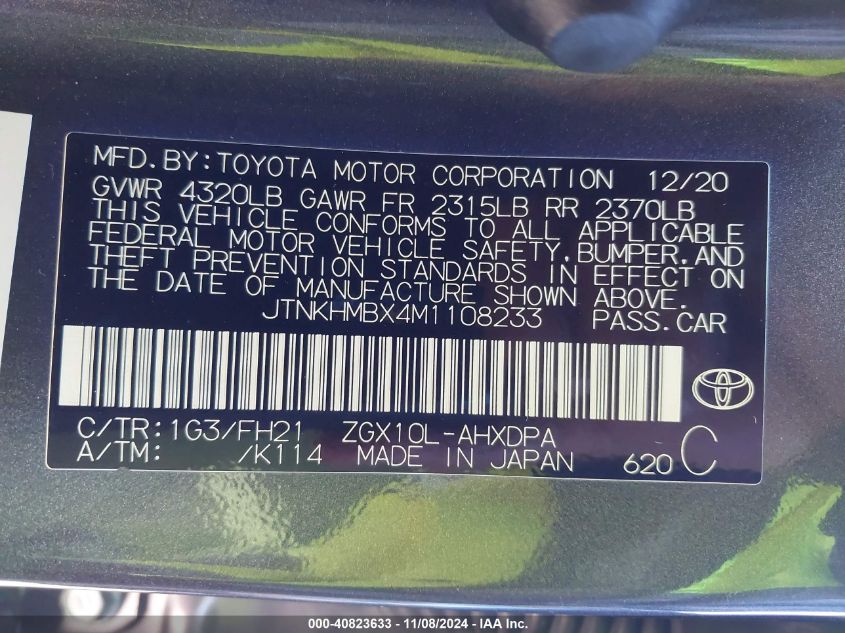 MFD.BY:TOYOTA MOTOR CORPORATION 12/20
GVWR 4320LB GAWR FR 2315LB RR 2370LB
THIS VEHICLE CONFORMS TO ALL APPLICABLE
FEDERAL MOTOR VEHICLE SAFETY,BUMPER,AND
THEFT PREVENTION STANDARDS IN EFFECT ON
THE DATE OF MANUFACTURE SHOWN ABOVE.
JTNKHMBX4M1108233 PASS.CAR
C/TR:1G3/FH21 ZGX10L-AHXDPA
A/TM: /K114 MADE IN JAPAN 620 C
000-40823633 - 11/08/2024 - IAA Inc.